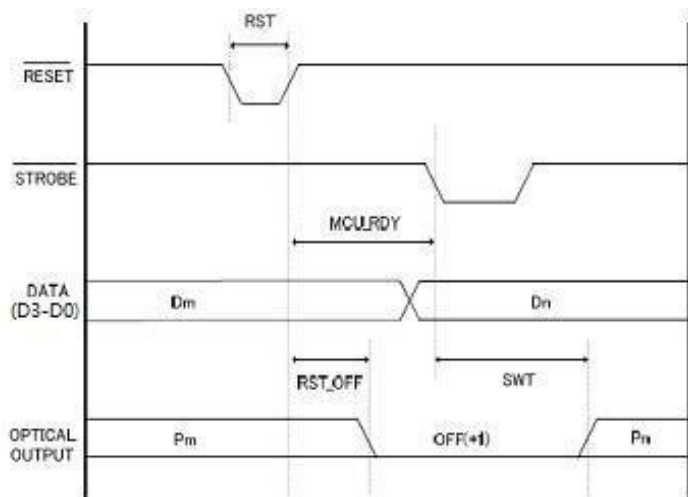 RST
RESET
STROBE
MCU_RDY
DATA
(D3-D0)
Dm
Dn
RST_OFF
SWT
OPTICAL
OUTPUT
Pm
OFF(+1)
Pn